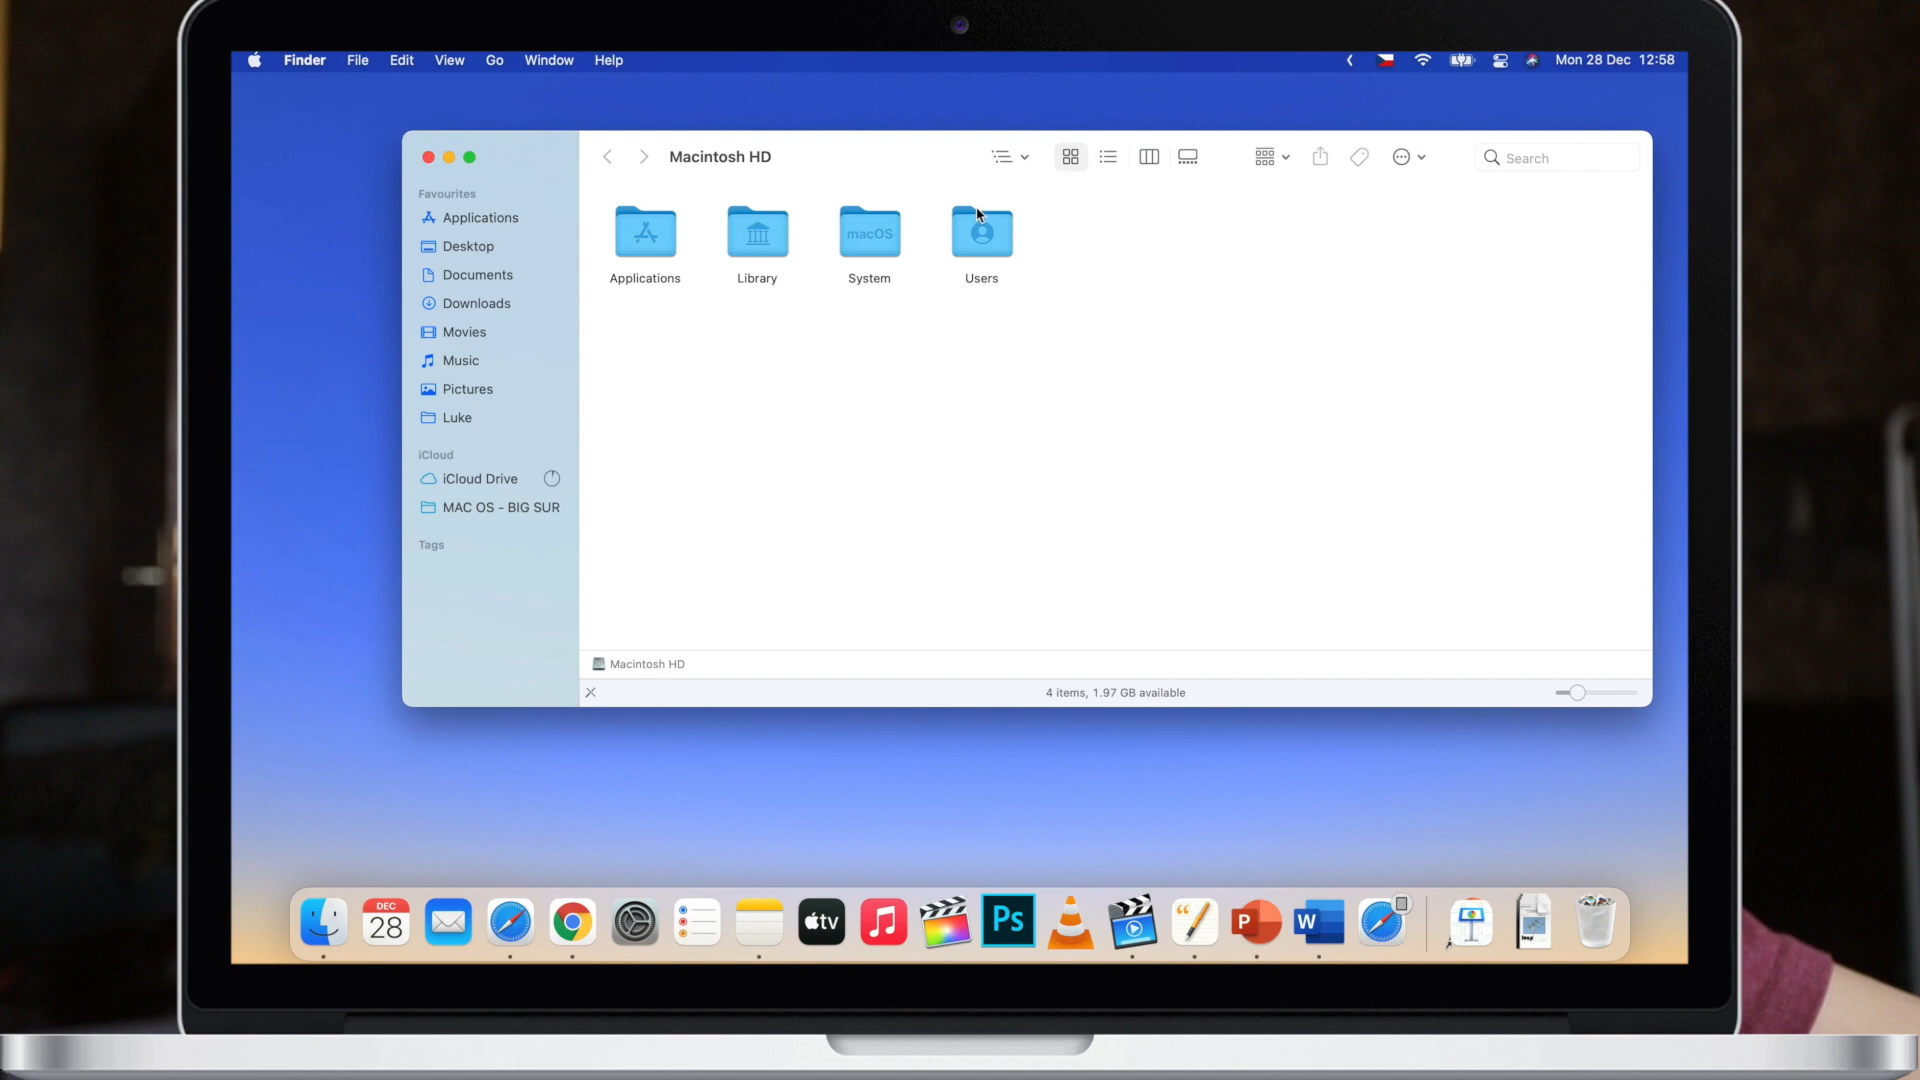 Finder File Edit View Go Window Help
Mon 28 Dec 12:58
Macintosh HD
Search
Favourites
Applications
Desktop
Documents
Downloads
Movies
Music
Pictures
Luke
iCloud
iCloud Drive
MAC OS - BIG SUR
Tags
macOS
Applications
Library
System
Users
Macintosh HD
4 items, 1.97 GB available
DEC
28
tv
Ps
P
W